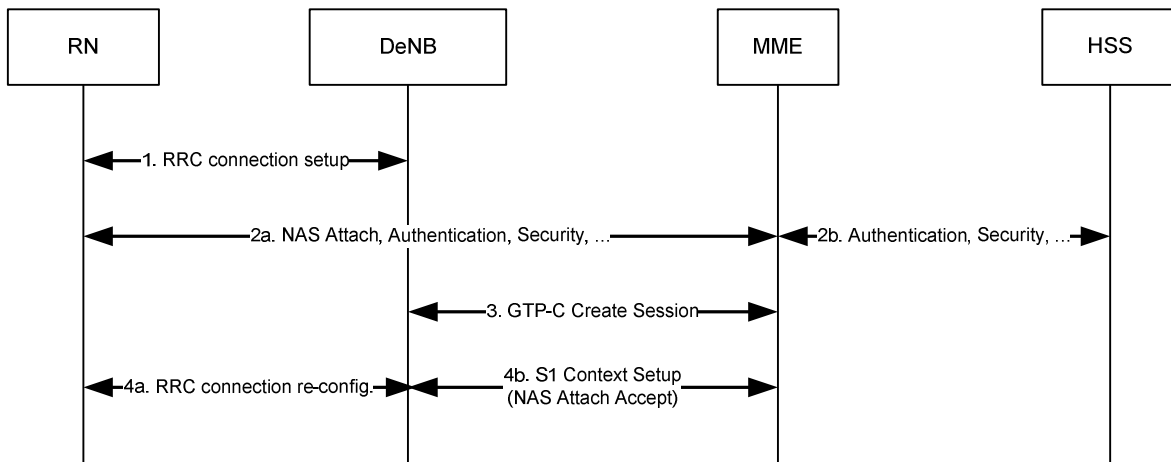 RN
DeNB
MME
HSS
1. RRC connection setup
2a. NAS Attach, Authentication, Security, ...
2b. Authentication, Security, ...
3. GTP-C Create Session
4a. RRC connection re-config.
4b. S1 Context Setup
(NAS Attach Accept)